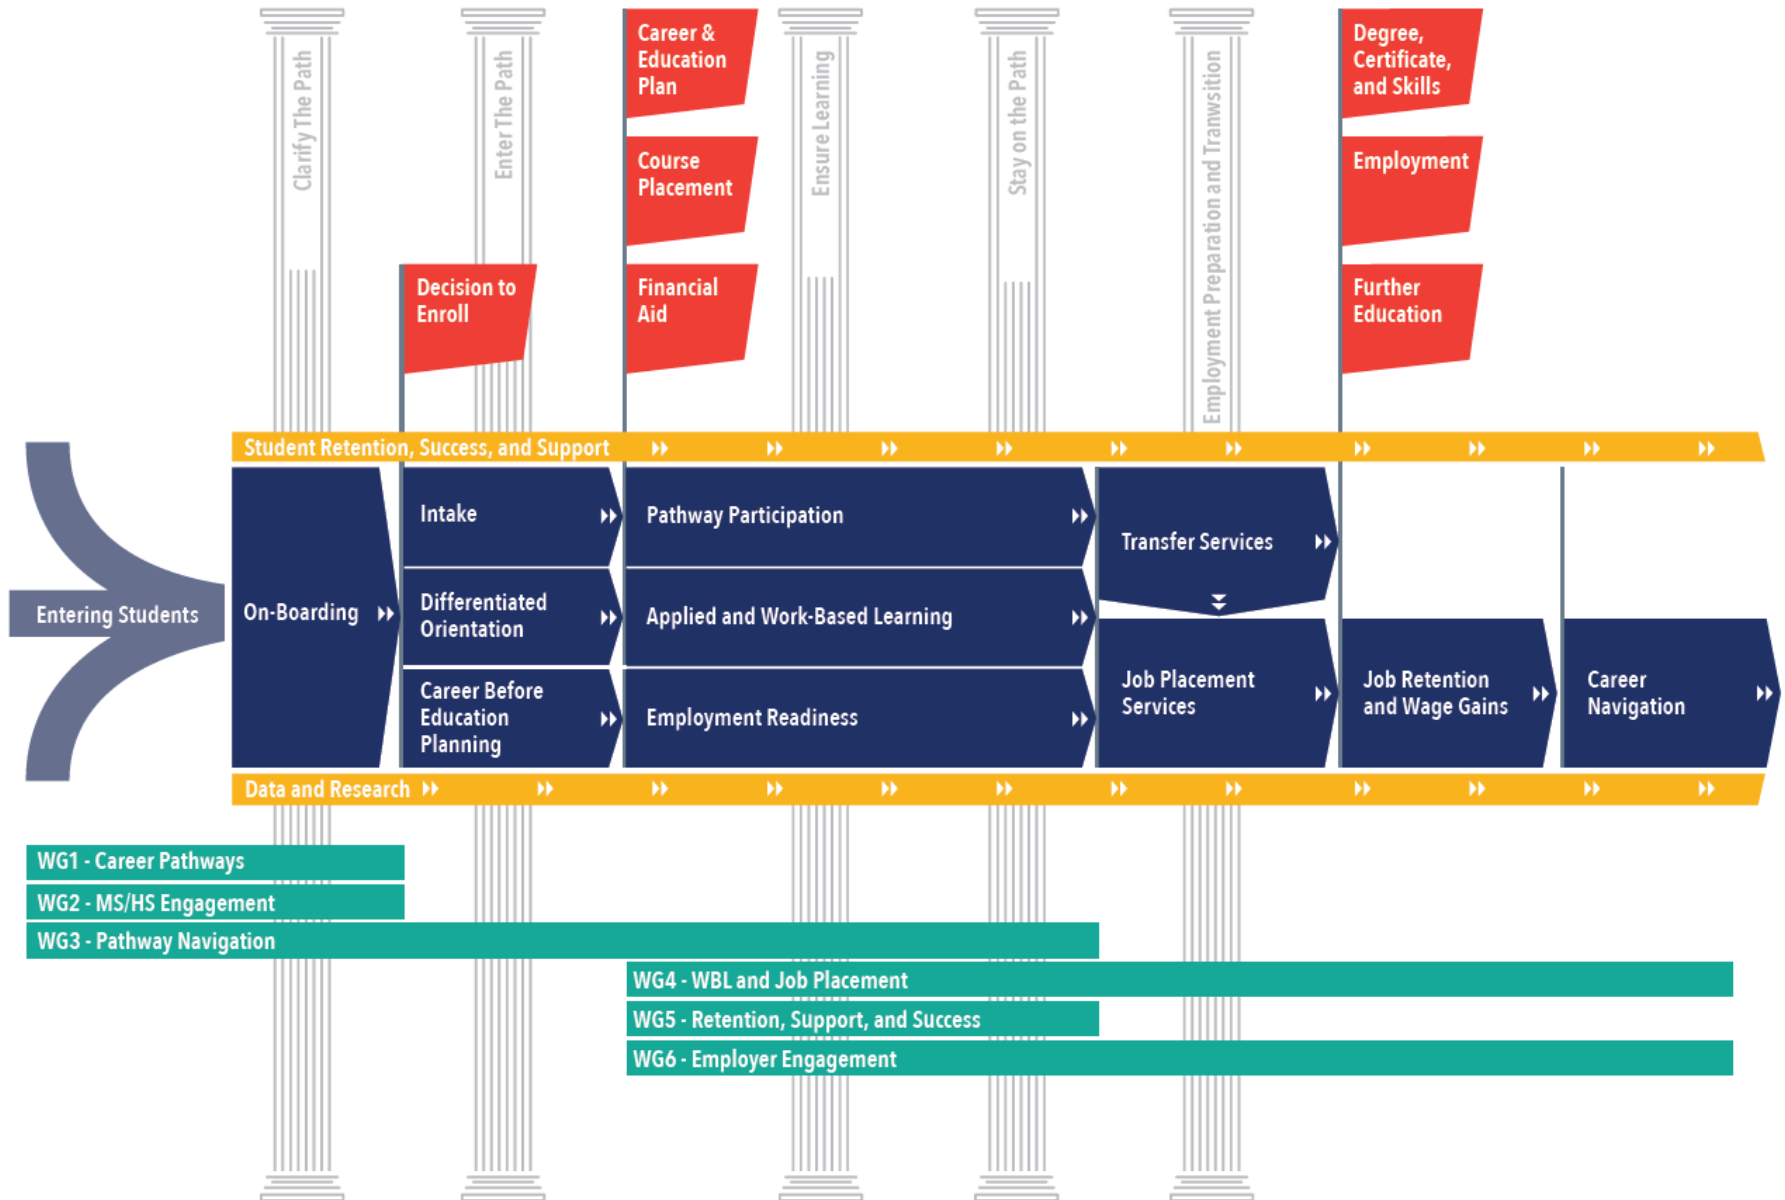 Clarify The Path
Enter The Path
Career &
Education
Plan
Course
Placement
Financial
Aid
Decision to
Enroll
Ensure Learning
Stay on the Path
Employment Preparation and Tranwsition
Degree,
Certificate,
and Skills
Employment
Further
Education
Student Retention, Success, and Support
Entering Students
On-Boarding
Intake
Differentiated
Orientation
Career Before
Education
Planning
Pathway Participation
Applied and Work-Based Learning
Employment Readiness
Transfer Services
Job Placement
Services
Job Retention
and Wage Gains
Career
Navigation
Data and Research
WG1 - Career Pathways
WG2 - MS/HS Engagement
WG3 - Pathway Navigation
WG4 - WBL and Job Placement
WG5 - Retention, Support, and Success
WG6 - Employer Engagement